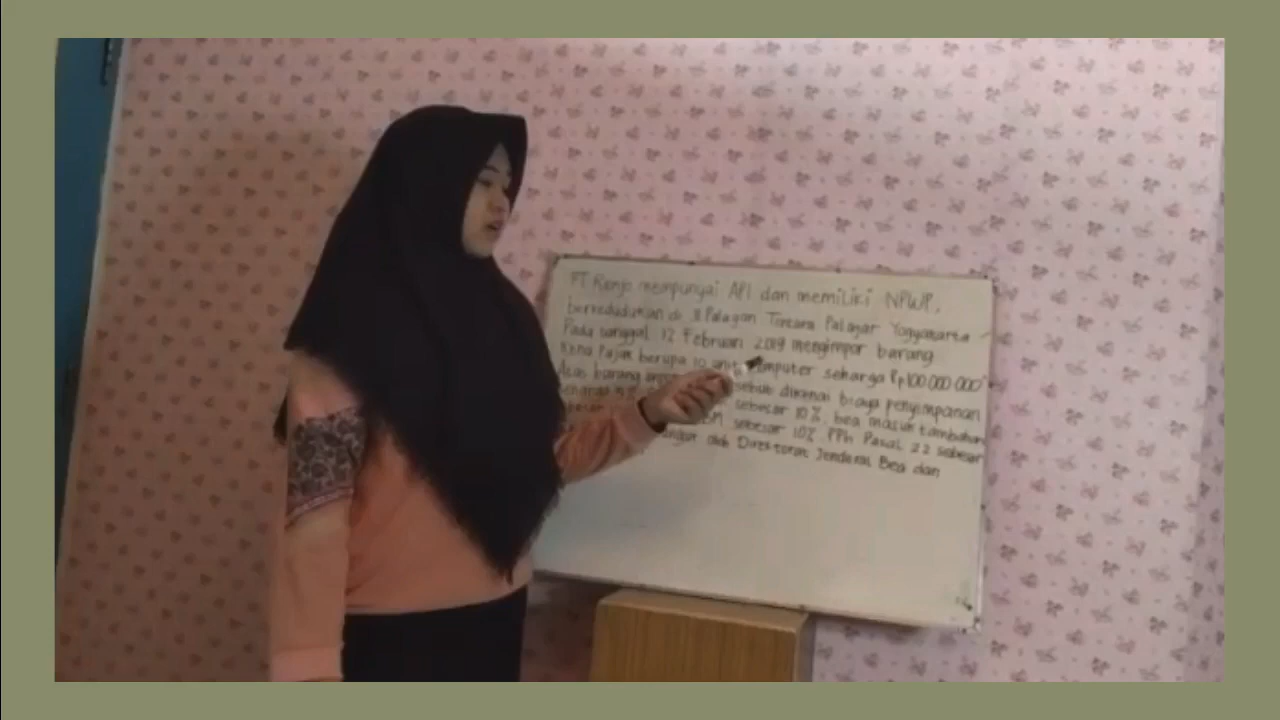 PT Renjo mempunyai API dan memiliki NPWP,
berkedudukan di Jl Palagan Tentara Pelajar Yogyakarta
Pada tanggal 12 Februari 2019 mengimpor barang
Kena Pajak berupa 10 unit komputer seharga Rp100.000.000
Atas barang dikenai biaya penyimpanan
sebesar 10%, bea masuk tambahan
sebesar 10%. PPh Pasal 22 sebesar
oleh Direktorat Jenderal Bea dan